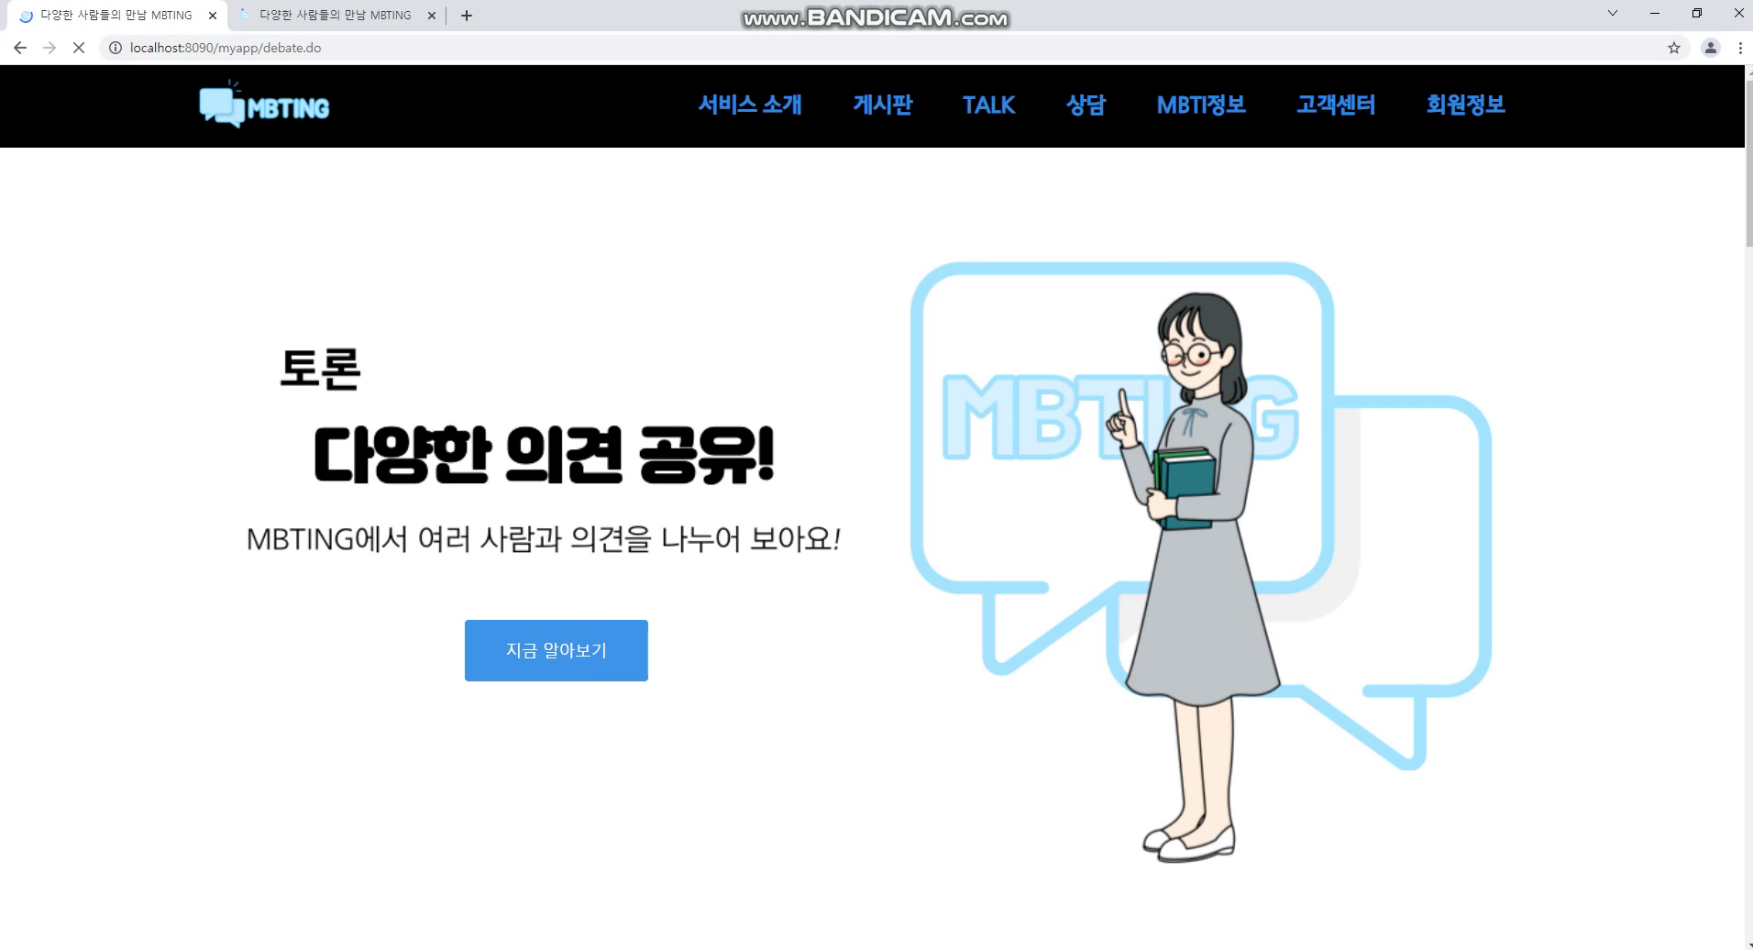 다양한 사람들의 만남 MBTING
다양한 사람들의 만남 MBTING
www.BANDICAM.com
localhost:8090/myapp/debate.do
MBTING
서비스 소개 게시판 TALK 상담 MBTI정보 고객센터 회원정보
토론
다양한 의견 공유!
MBTING에서 여러 사람과 의견을 나누어 보아요!
지금 알아보기
MBTING